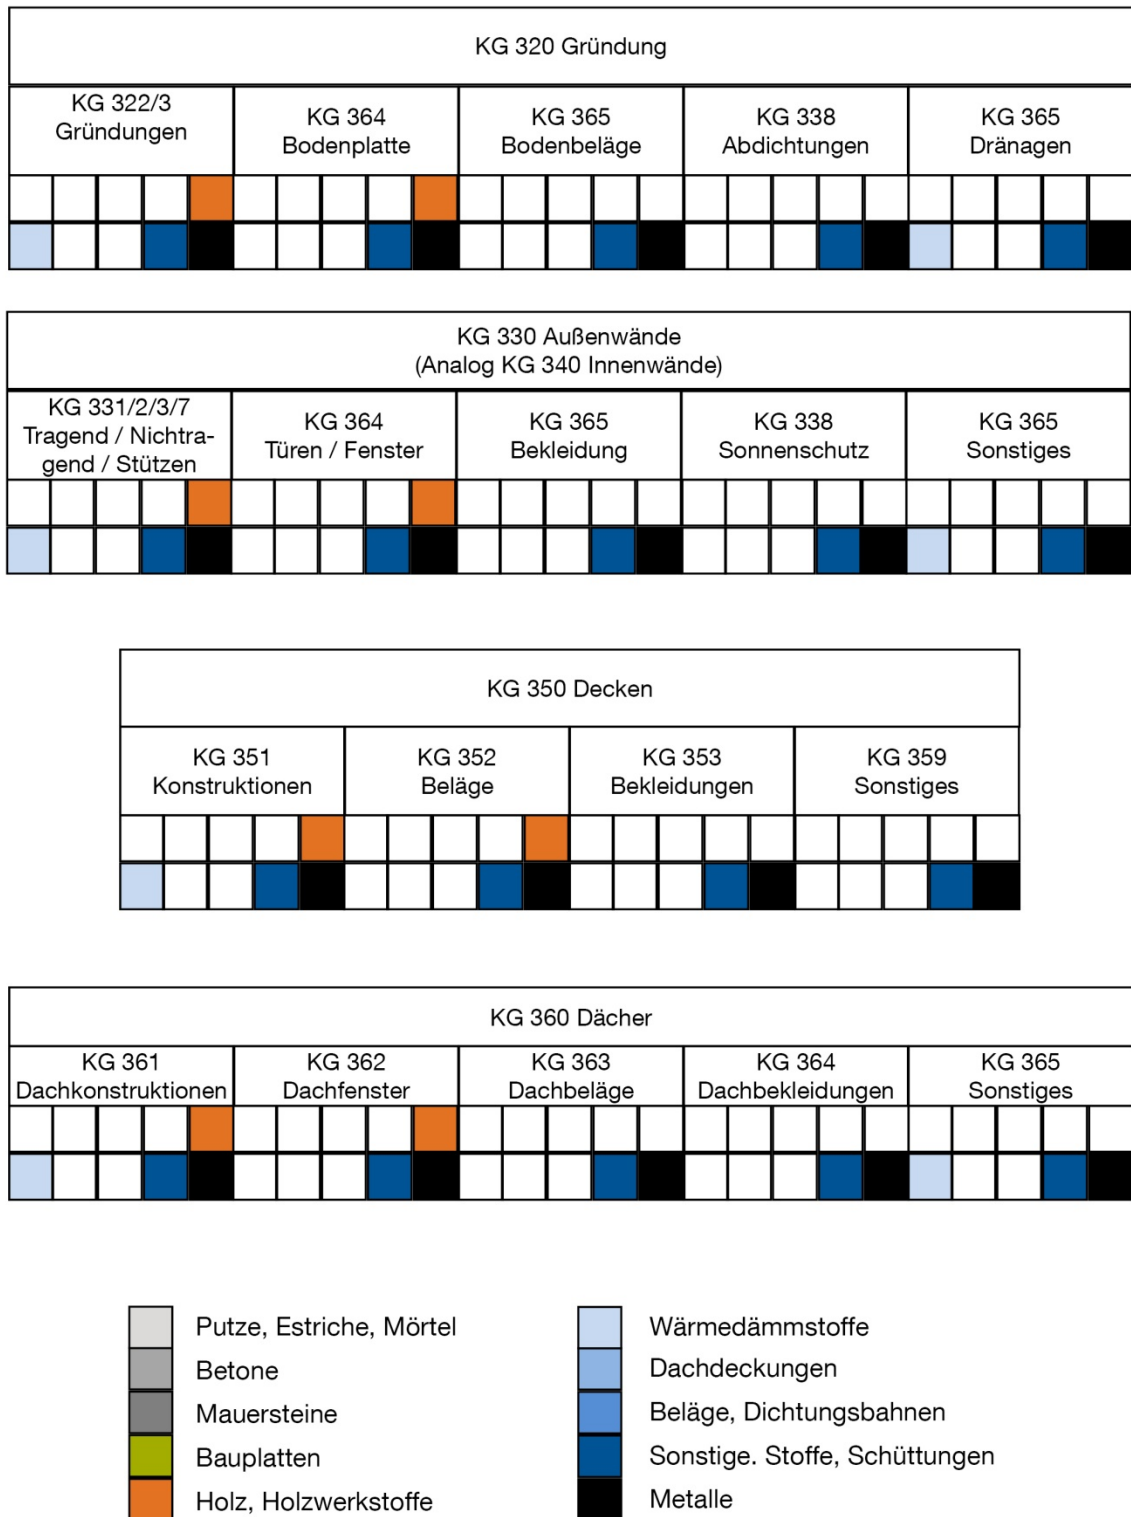 KG 320 Gründung
KG 322/3
Gründungen
KG 364
Bodenplatte
KG 365
Bodenbeläge
KG 338
Abdichtungen
KG 365
Dränagen
KG 330 Außenwände
(Analog KG 340 Innenwände)
KG 331/2/3/7
Tragend / Nichtra-
gend / Stützen
KG 364
Türen / Fenster
KG 365
Bekleidung
KG 338
Sonnenschutz
KG 365
Sonstiges
KG 350 Decken
KG 351
Konstruktionen
KG 352
Beläge
KG 353
Bekleidungen
KG 359
Sonstiges
KG 360 Dächer
KG 361
Dachkonstruktionen
KG 362
Dachfenster
KG 363
Dachbeläge
KG 364
Dachbekleidungen
KG 365
Sonstiges
Putze, Estriche, Mörtel
Betone
Mauersteine
Bauplatten
Holz, Holzwerkstoffe
Wärmedämmstoffe
Dachdeckungen
Beläge, Dichtungsbahnen
Sonstige. Stoffe, Schüttungen
Metalle